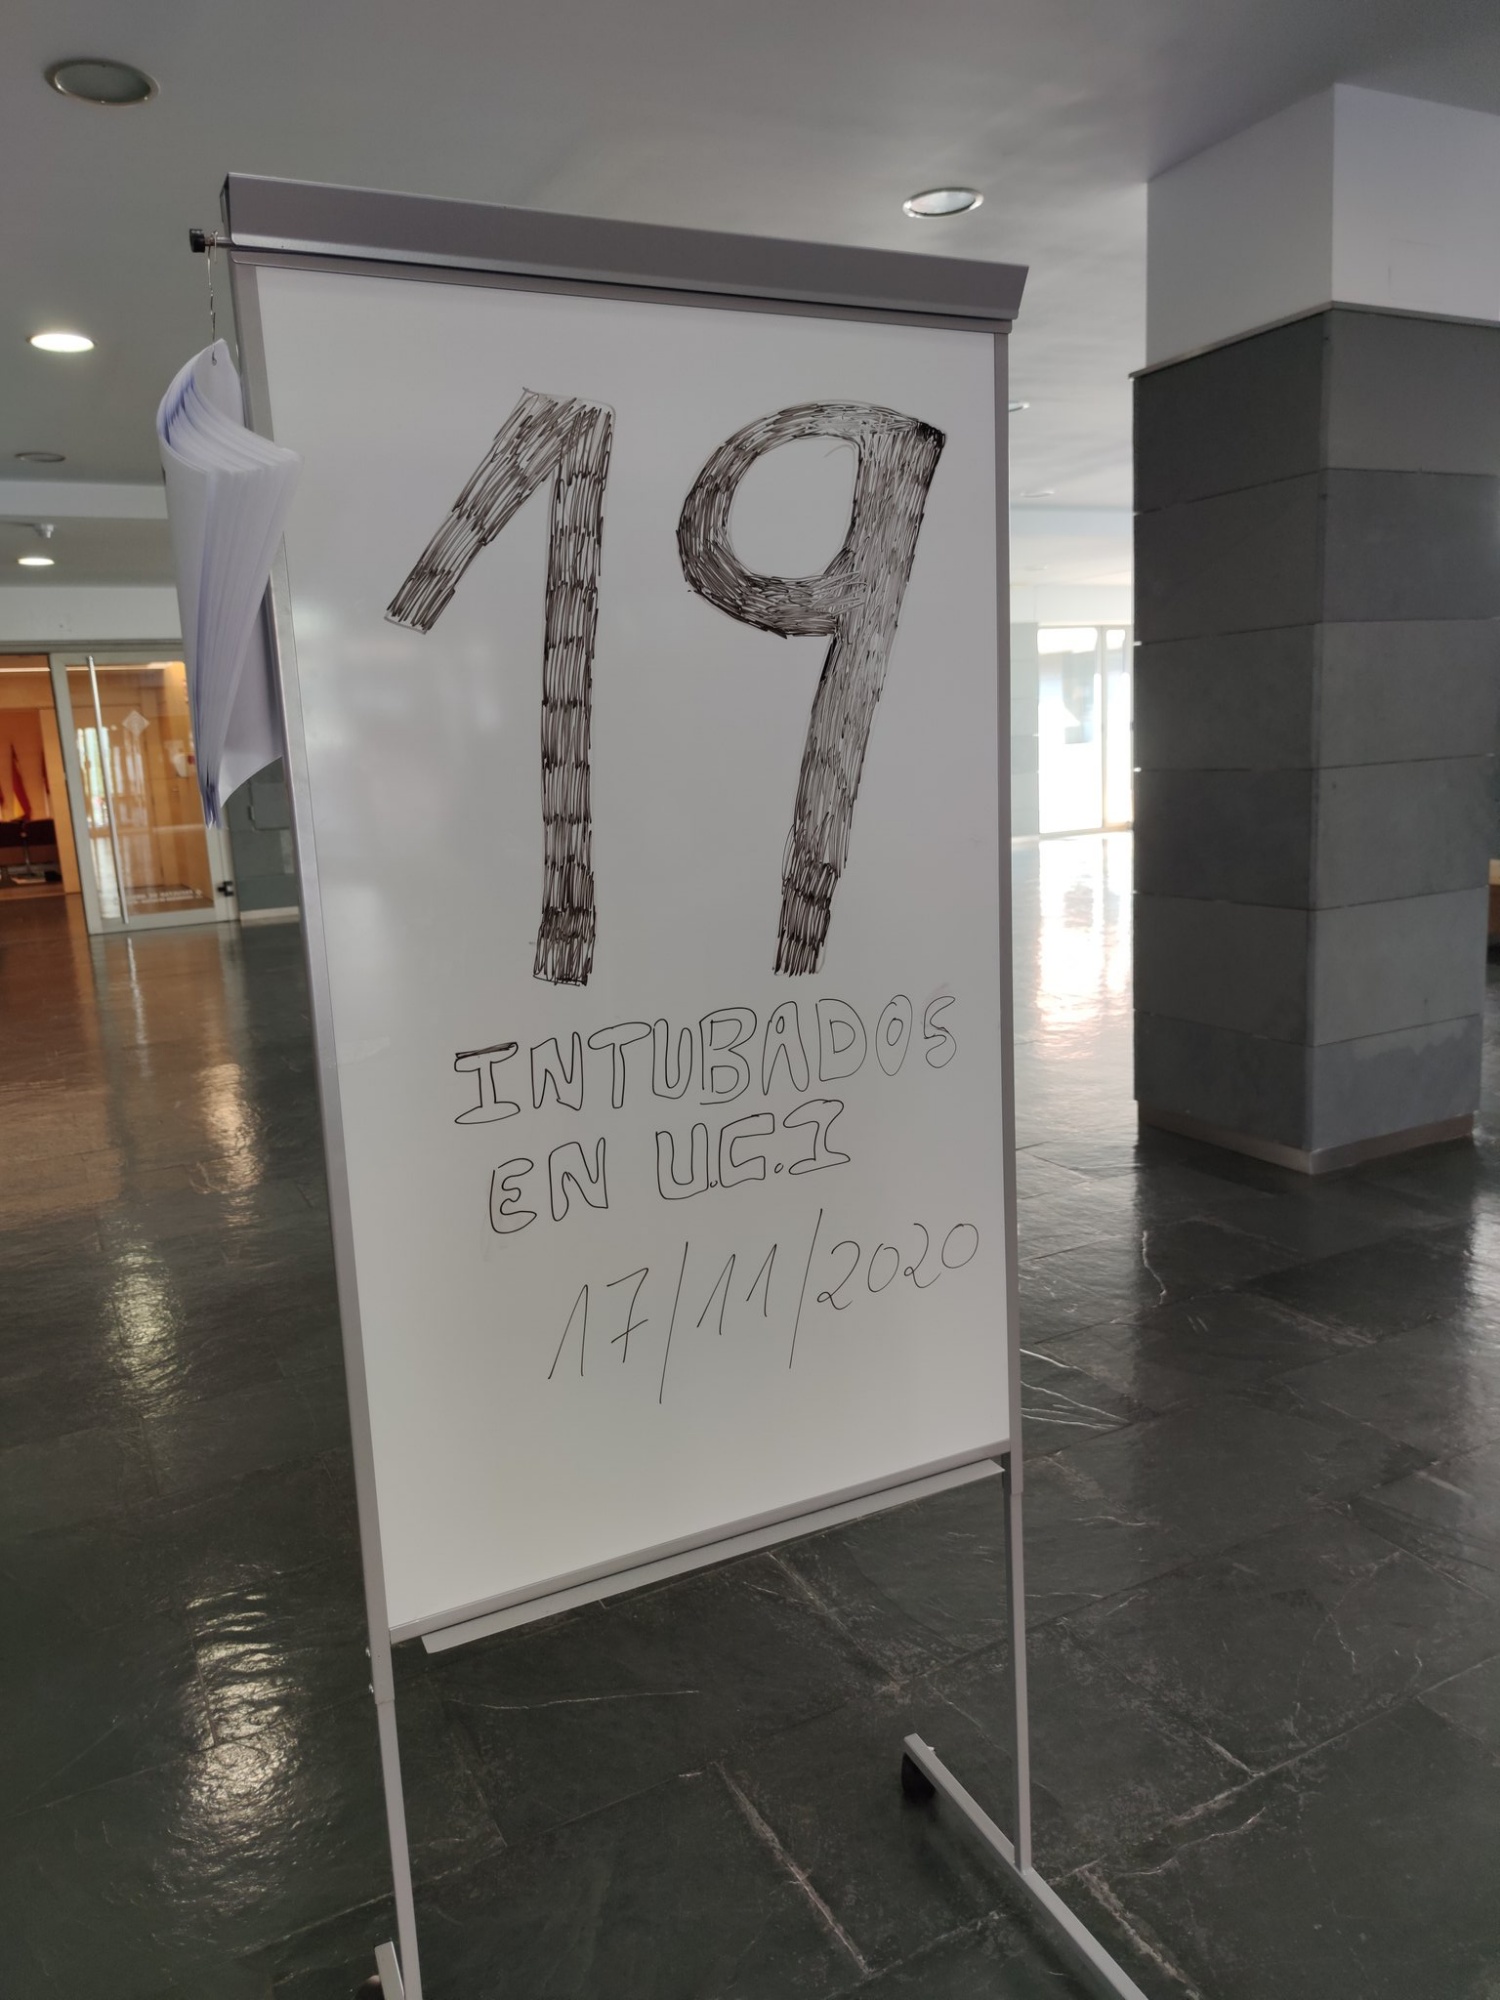 19
INTUBADOS
EN U.C.I
17/11/2020